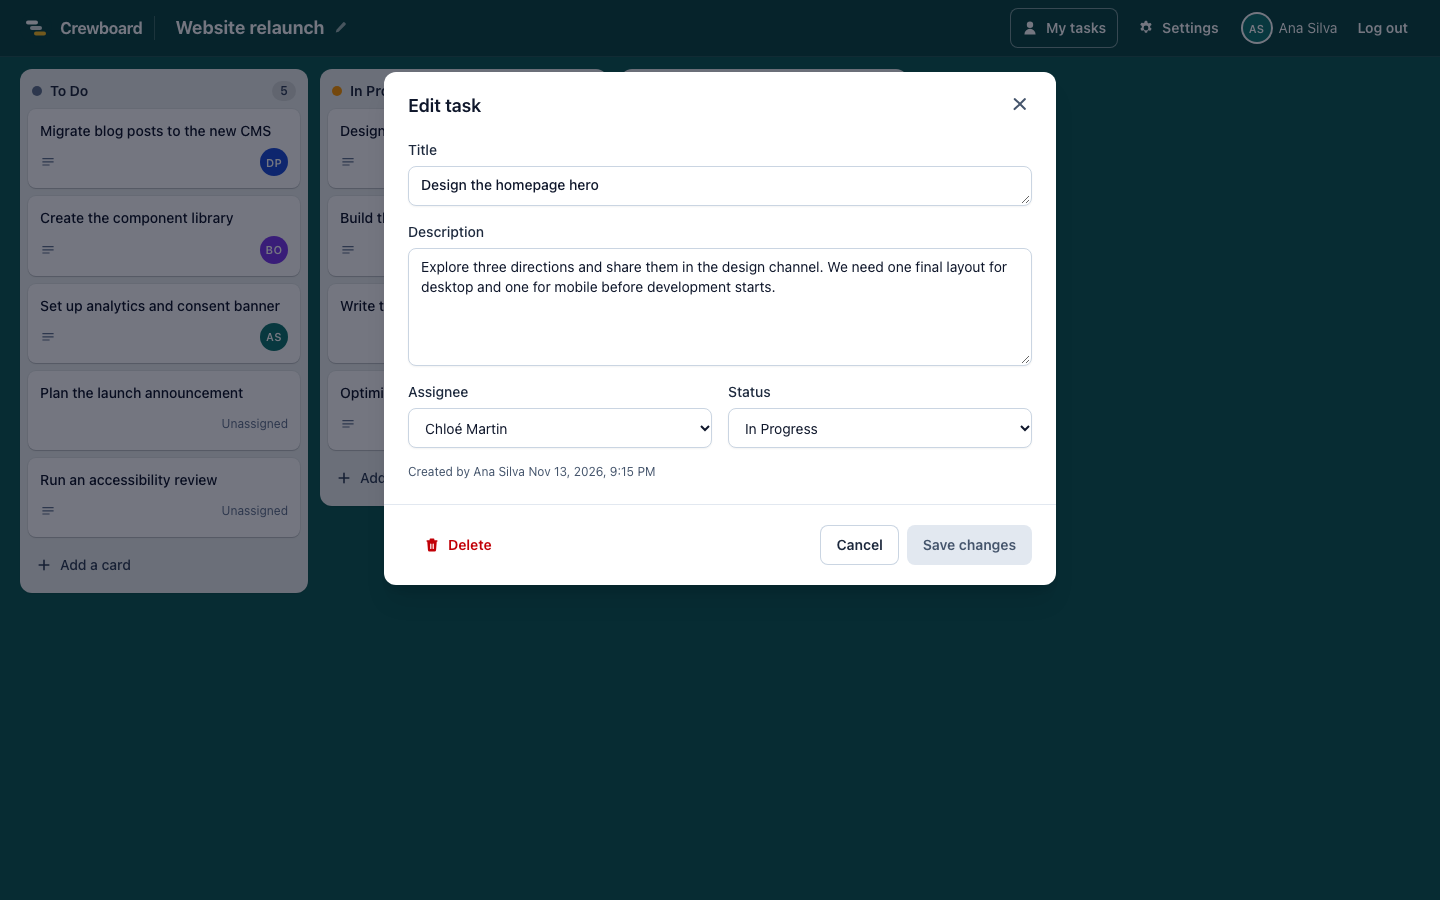 Crewboard
Website relaunch
My tasks
Settings
AS
Ana Silva
Log out
To Do
5
Migrate blog posts to the new CMS
DP
Create the component library
BO
Set up analytics and consent banner
AS
Plan the launch announcement
Unassigned
Run an accessibility review
Unassigned
Add a card
In Pro
Design
Build th
Write t
Optimi
Add
Edit task
Title
Design the homepage hero
Description
Explore three directions and share them in the design channel. We need one final layout for
desktop and one for mobile before development starts.
Assignee
Status
Chloé Martin
In Progress
Created by Ana Silva Nov 13, 2026, 9:15 PM
Delete
Cancel
Save changes